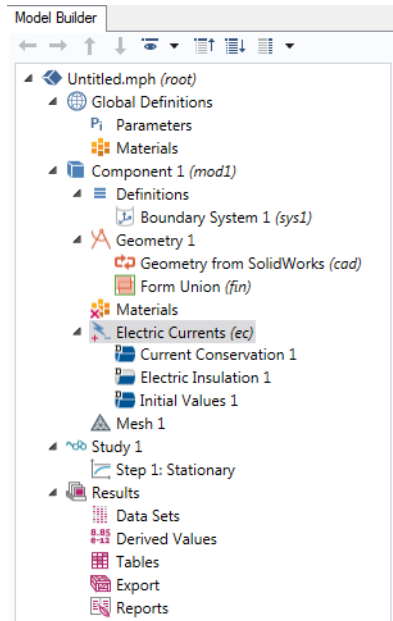 Model Builder
Untitled.mph (root)
Global Definitions
Pi Parameters
Materials
Component 1 (mod1)
Definitions
Boundary System 1 (sys1)
Geometry 1
Geometry from SolidWorks (cad)
Form Union (fin)
Materials
Electric Currents (ec)
D Current Conservation 1
D Electric Insulation 1
D Initial Values 1
Mesh 1
Study 1
Step 1: Stationary
Results
Data Sets
8.85 e-12 Derived Values
Tables
Export
Reports